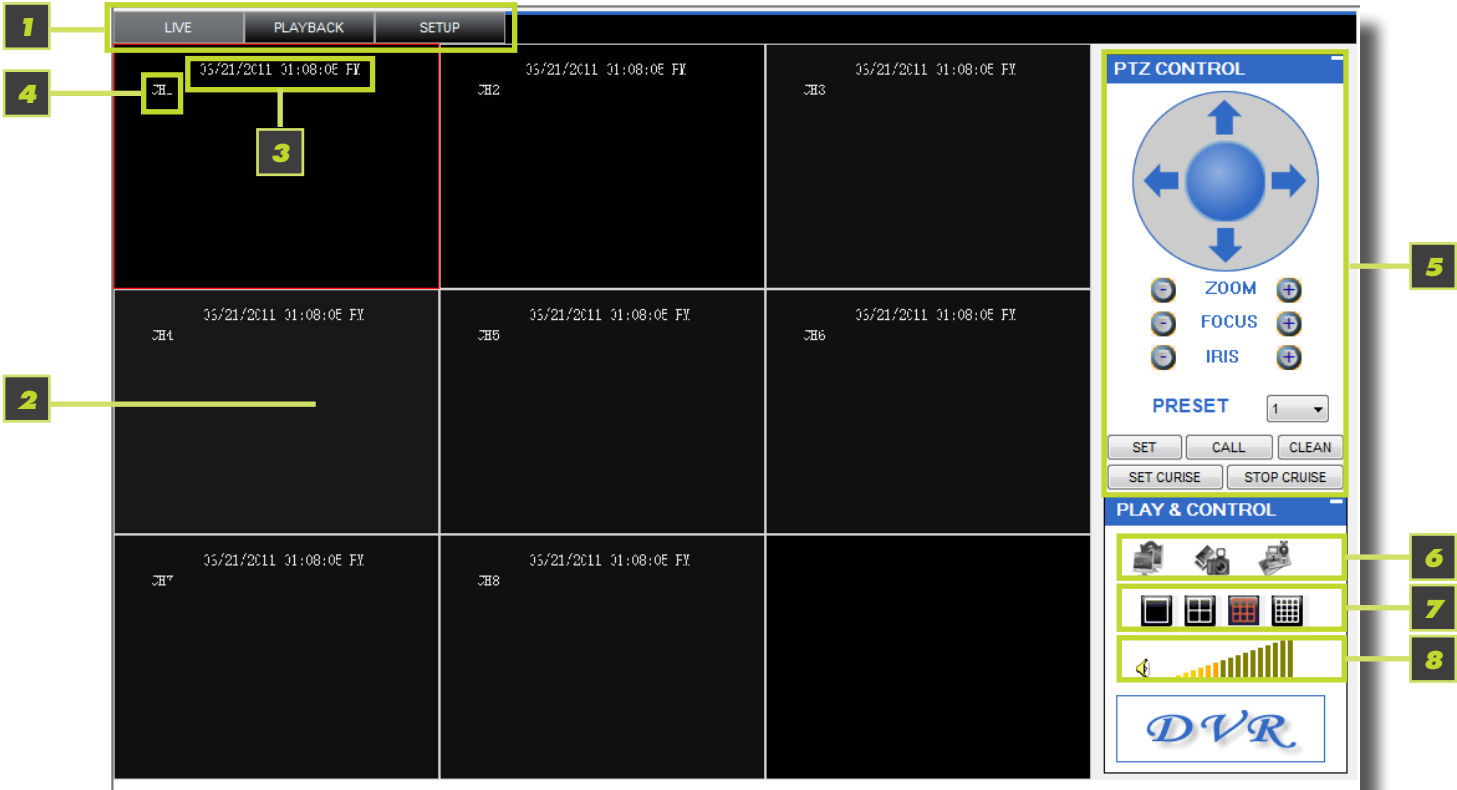 1
LIVE PLAYBACK SETUP
4
3
CH2
CH3
PTZ CONTROL
5
ZOOM
FOCUS
IRIS
CH4
CH5
CH6
2
PRESET 1
SET CALL CLEAN
SET CURISE STOP CRUISE
PLAY & CONTROL
CH7
CH8
6
7
8
DVR